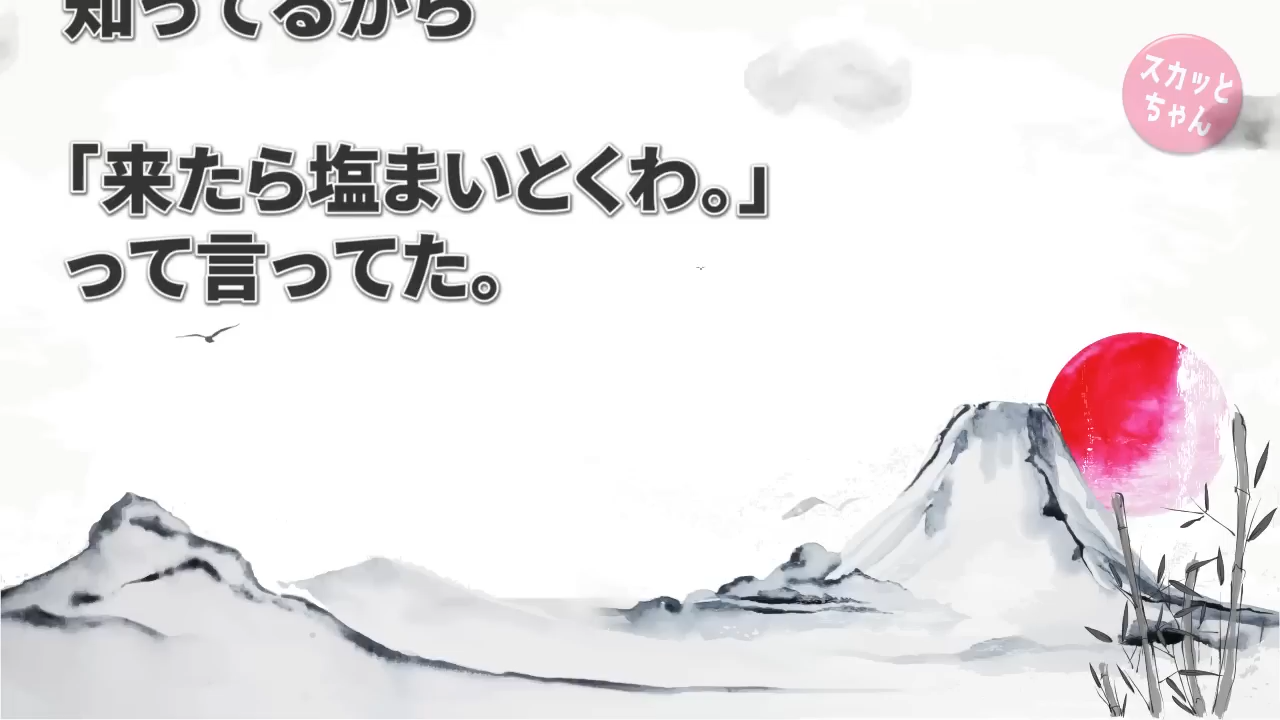 知ってるから
「来たら塩まいとくわ。」
って言ってた。
スカッと
ちゃん